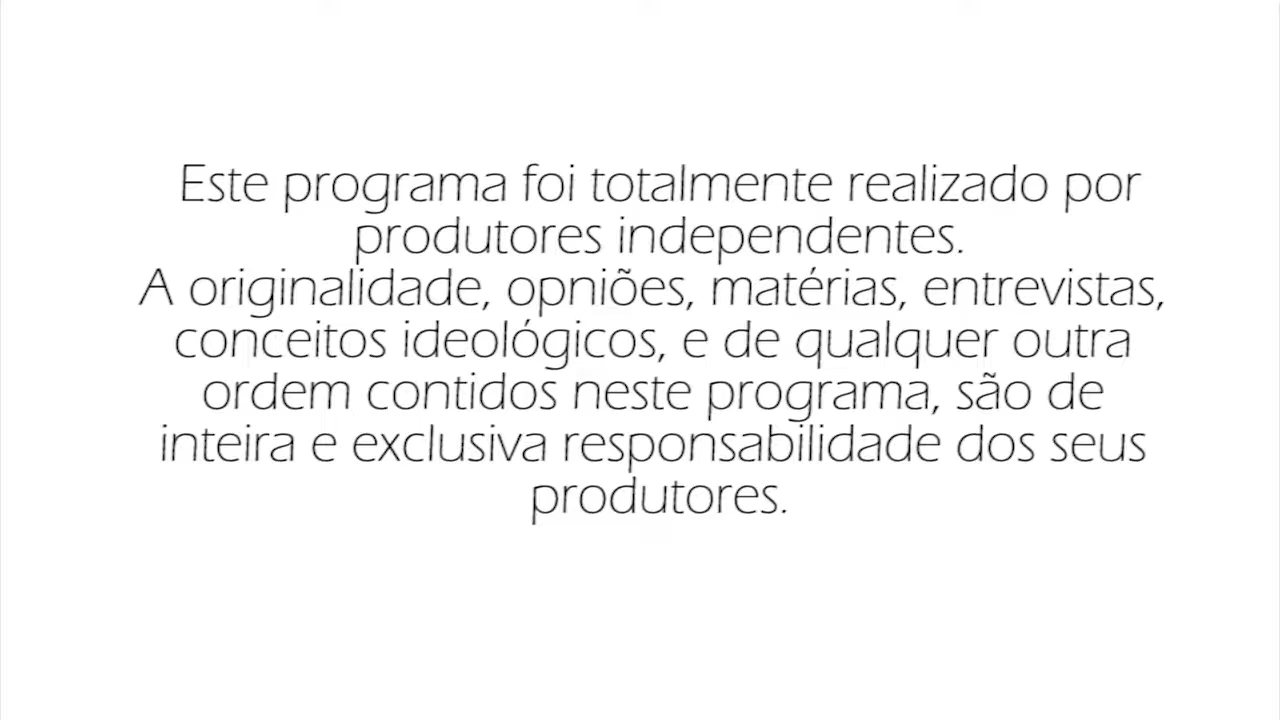 Este programa foi totalmente realizado por
produtores independentes.
A originalidade, opniões, matérias, entrevistas,
conceitos ideológicos, e de qualquer outra
ordem contidos neste programa, são de
inteira e exclusiva responsabilidade dos seus
produtores.